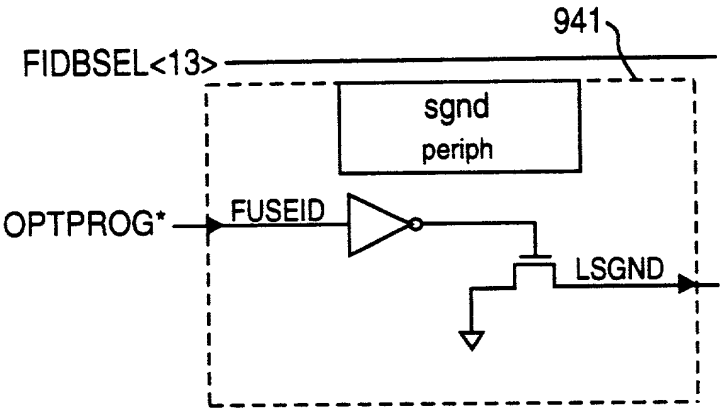 941
FIDBSEL<13>
sgnd
periph
OPTPROG*
FUSEID
LSGND